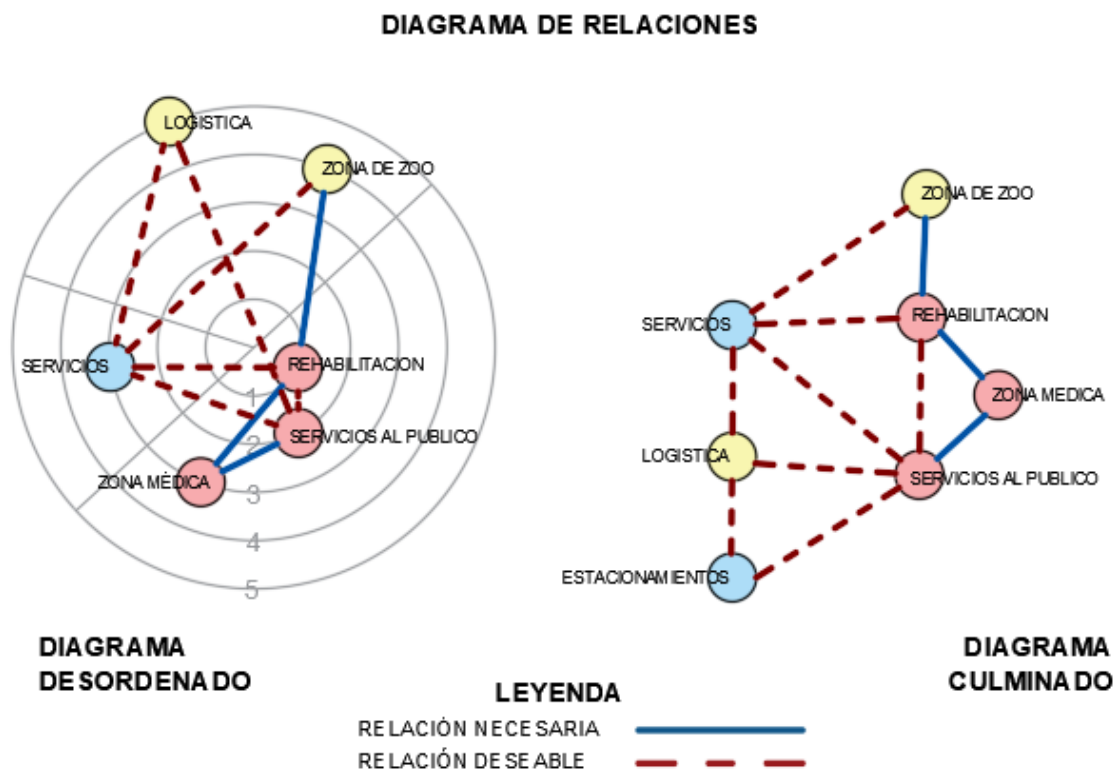 DIAGRAMA DE RELACIONES
LOGISTICA
ZONA DE ZOO
SERVICIOS
REHABILITACION
SERVICIOS AL PUBLICO
ZONA MÉDICA
1
2
3
4
5
ZONA DE ZOO
SERVICIOS
REHABILITACION
ZONA MEDICA
LOGISTICA
SERVICIOS AL PUBLICO
ESTACIONAMIENTOS
DIAGRAMA
DESORDENADO
DIAGRAMA
CULMINADO
LEYENDA
RELACIÓN NECESARIA
RELACIÓN DESEABLE